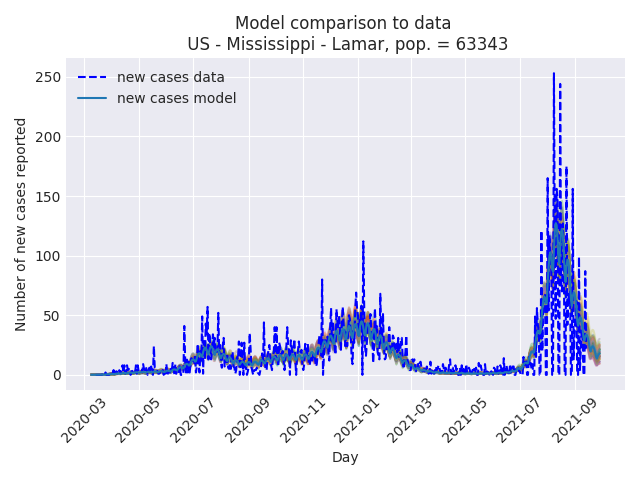 Model comparison to data
US - Mississippi - Lamar, pop. = 63343
new cases data
new cases model
Number of new cases reported
250
200
150
100
50
0
2020-03
2020-05
2020-07
2020-09
2020-11
2021-01
2021-03
2021-05
2021-07
2021-09
Day